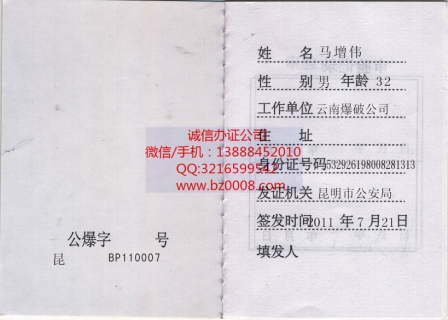 公爆字 号
昆 BP110007
诚信办证公司
微信/手机：13888452010
QQ:3216599542
www.bz0008.com
姓 名 马增伟
性 别 男 年龄 32
工作单位 云南爆破公司
住 址
身份证号码 532926198008281313
发证机关 昆明市公安局
签发时间 2011 年 7 月 21日
填发人